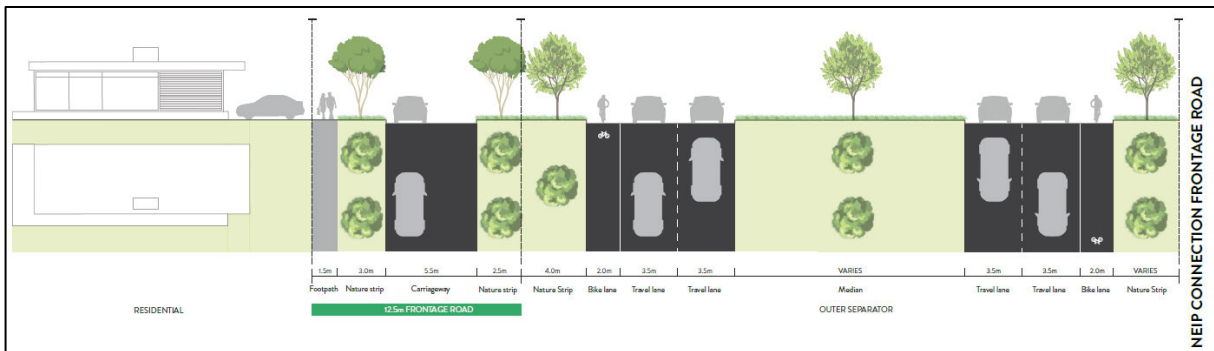 1.5m 3.0m 5.5m 2.5m 4.0m 2.0m 3.5m 3.5m VARIES 3.5m 3.5m 2.0m VARIES
Footpath Nature strip Carriageway Nature strip Nature Strip Bike lane Travel lane Travel lane Median Travel lane Travel lane Bike lane Nature Strip
RESIDENTIAL 12.5m FRONTAGE ROAD OUTER SEPARATOR
NEIP CONNECTION FRONTAGE ROAD